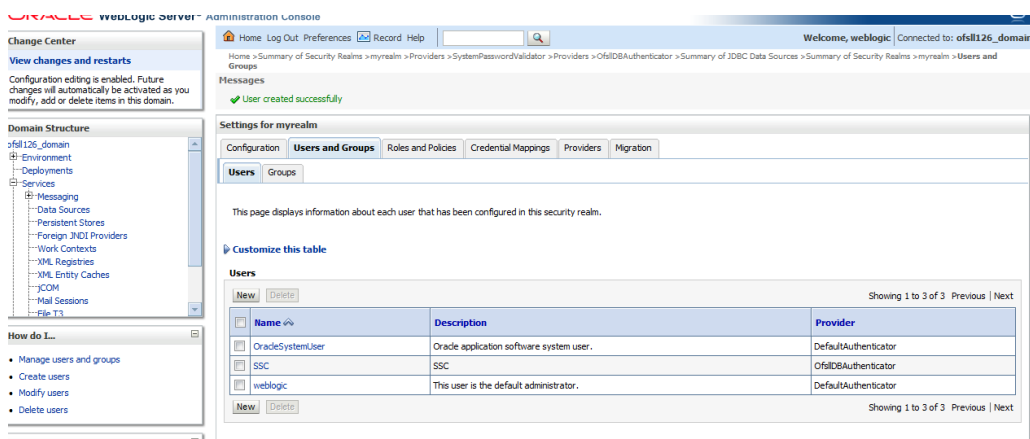 ORACLE WebLogic Server® Administration Console
Change Center
View changes and restarts
Configuration editing is enabled. Future
changes will automatically be activated as you
modify, add or delete items in this domain.
Domain Structure
ofsll126_domain
Environment
Deployments
Services
Messaging
Data Sources
Persistent Stores
Foreign JNDI Providers
Work Contexts
XML Registries
XML Entity Caches
jCOM
Mail Sessions
File T3
How do I...
Manage users and groups
Create users
Modify users
Delete users
Home Log Out Preferences Record Help
Welcome, weblogic Connected to: ofsll126_domain
Home >Summary of Security Realms >myrealm >Providers >SystemPasswordValidator >Providers >OfsllDBAuthenticator >Summary of JDBC Data Sources >Summary of Security Realms >myrealm >Users and
Groups
Messages
User created successfully
Settings for myrealm
Configuration Users and Groups Roles and Policies Credential Mappings Providers Migration
Users Groups
This page displays information about each user that has been configured in this security realm.
Customize this table
Users
New Delete Showing 1 to 3 of 3 Previous | Next
Name Description Provider
OracleSystemUser Oracle application software system user. DefaultAuthenticator
SSC SSC OfsllDBAuthenticator
weblogic This user is the default administrator. DefaultAuthenticator
New Delete Showing 1 to 3 of 3 Previous | Next